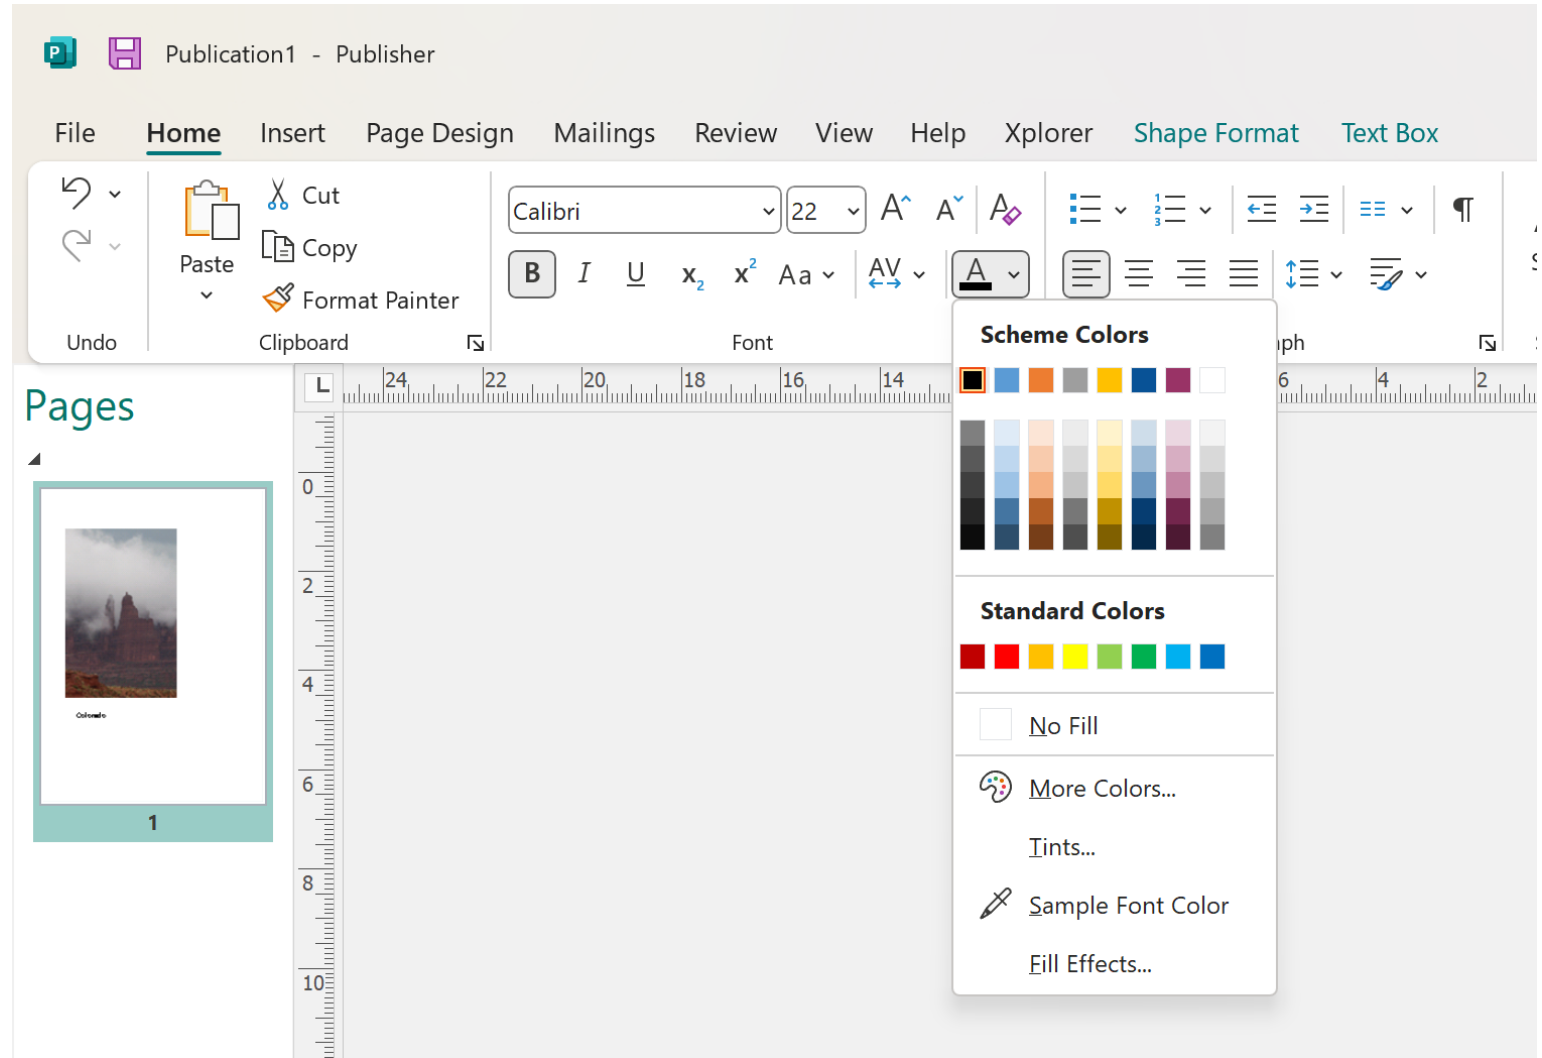 Publication1 - Publisher
File Home Insert Page Design Mailings Review View Help Xplorer Shape Format Text Box
Cut
Calibri 22
Copy
Paste
Format Painter
Undo Clipboard Font
Scheme Colors
24 22 20 18 16 14 6 4 2
Pages
0
2
4
6
8
10
Colorado
1
Standard Colors
No Fill
More Colors...
Tints...
Sample Font Color
Fill Effects...